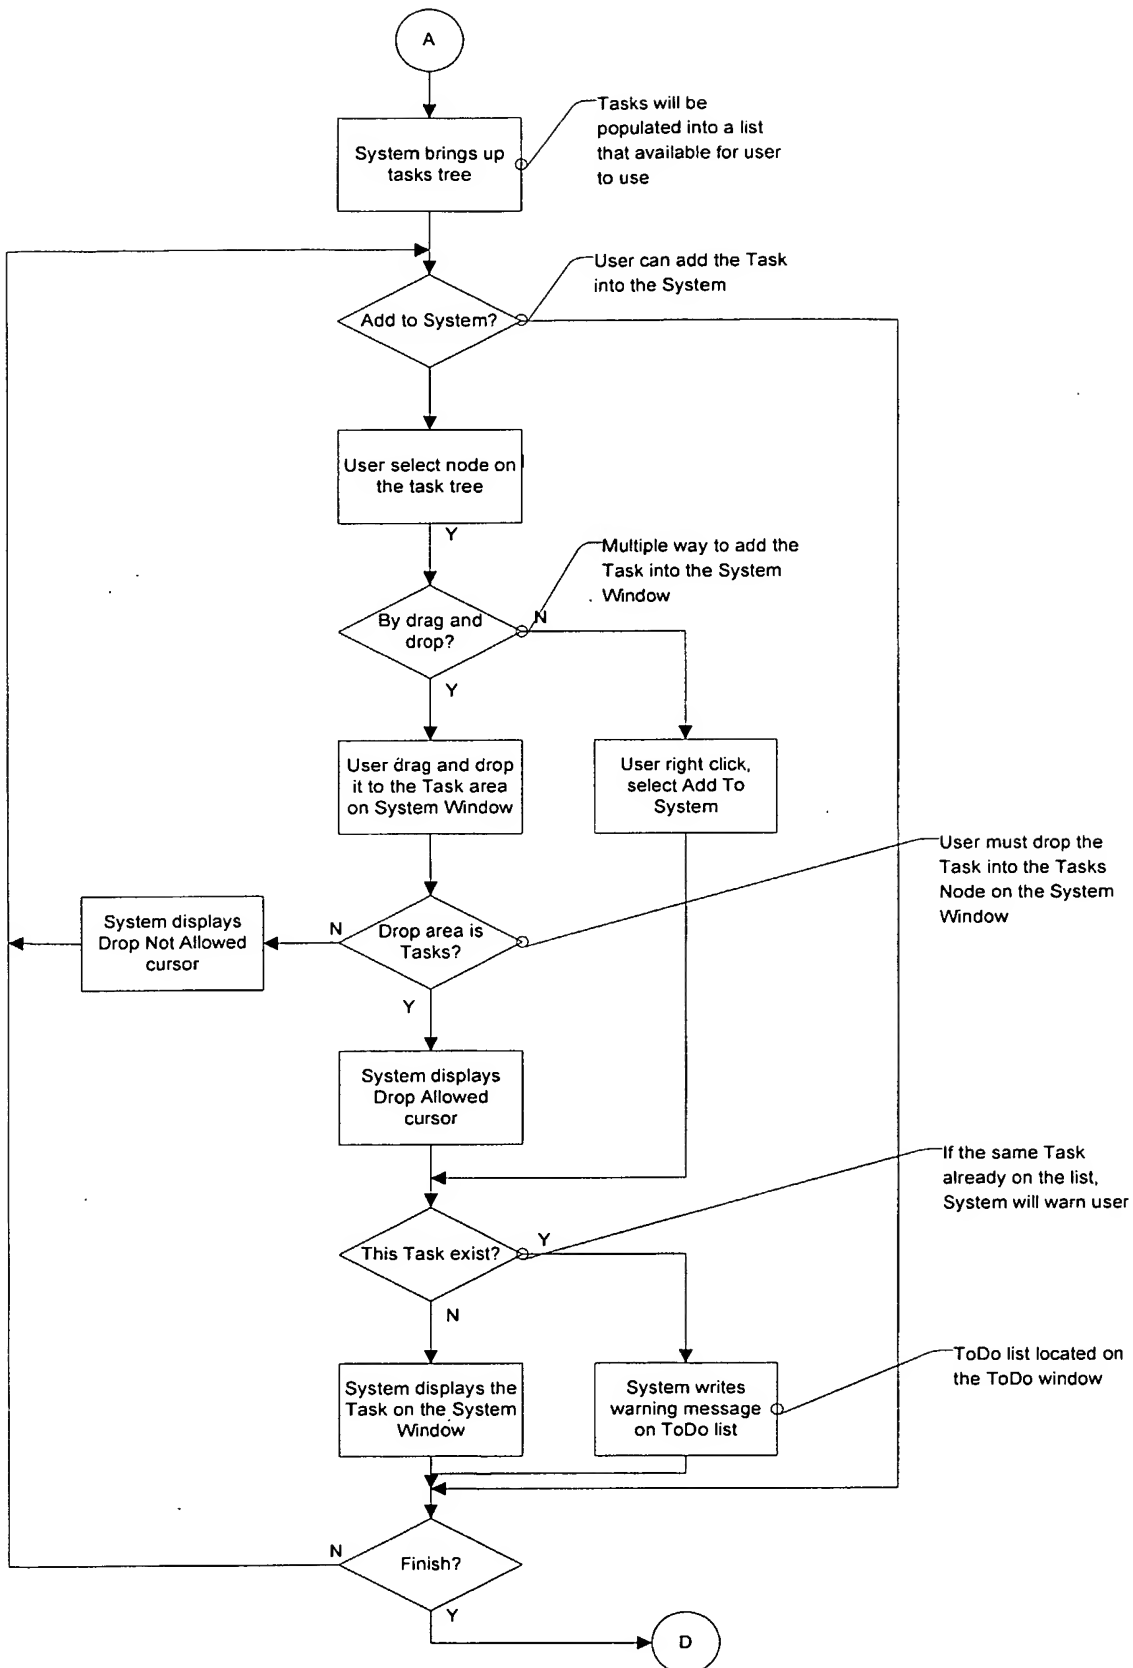 A
Tasks will be
populated into a list
that available for user
to use
System brings up
tasks tree
User can add the Task
into the System
Add to System?
User select node on
the task tree
Y
Multiple way to add the
Task into the System
Window
N
By drag and
drop?
Y
User drag and drop
it to the Task area
on System Window
User right click,
select Add To
System
User must drop the
Task into the Tasks
Node on the System
Window
System displays
Drop Not Allowed
cursor
N
Drop area is
Tasks?
Y
System displays
Drop Allowed
cursor
If the same Task
already on the list,
System will warn user
This Task exist?
Y
N
ToDo list located on
the ToDo window
System displays the
Task on the System
Window
System writes
warning message
on ToDo list
N
Finish?
Y
D